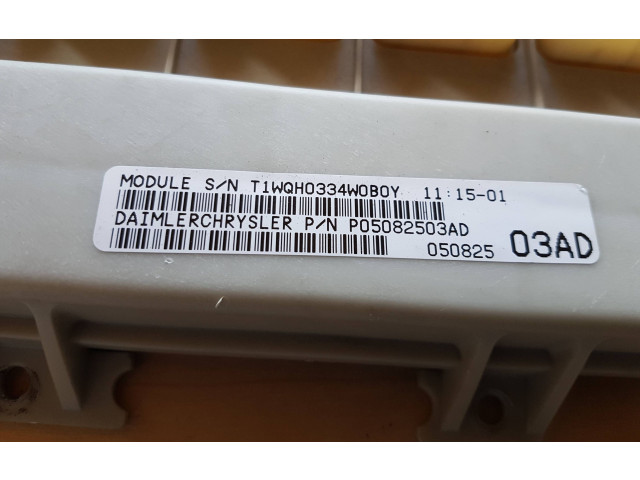 MODULE S/N T1WQH0334W0B0Y 11:15-01
DAIMLERCHRYSLER P/N P05082503AD
050825 03AD